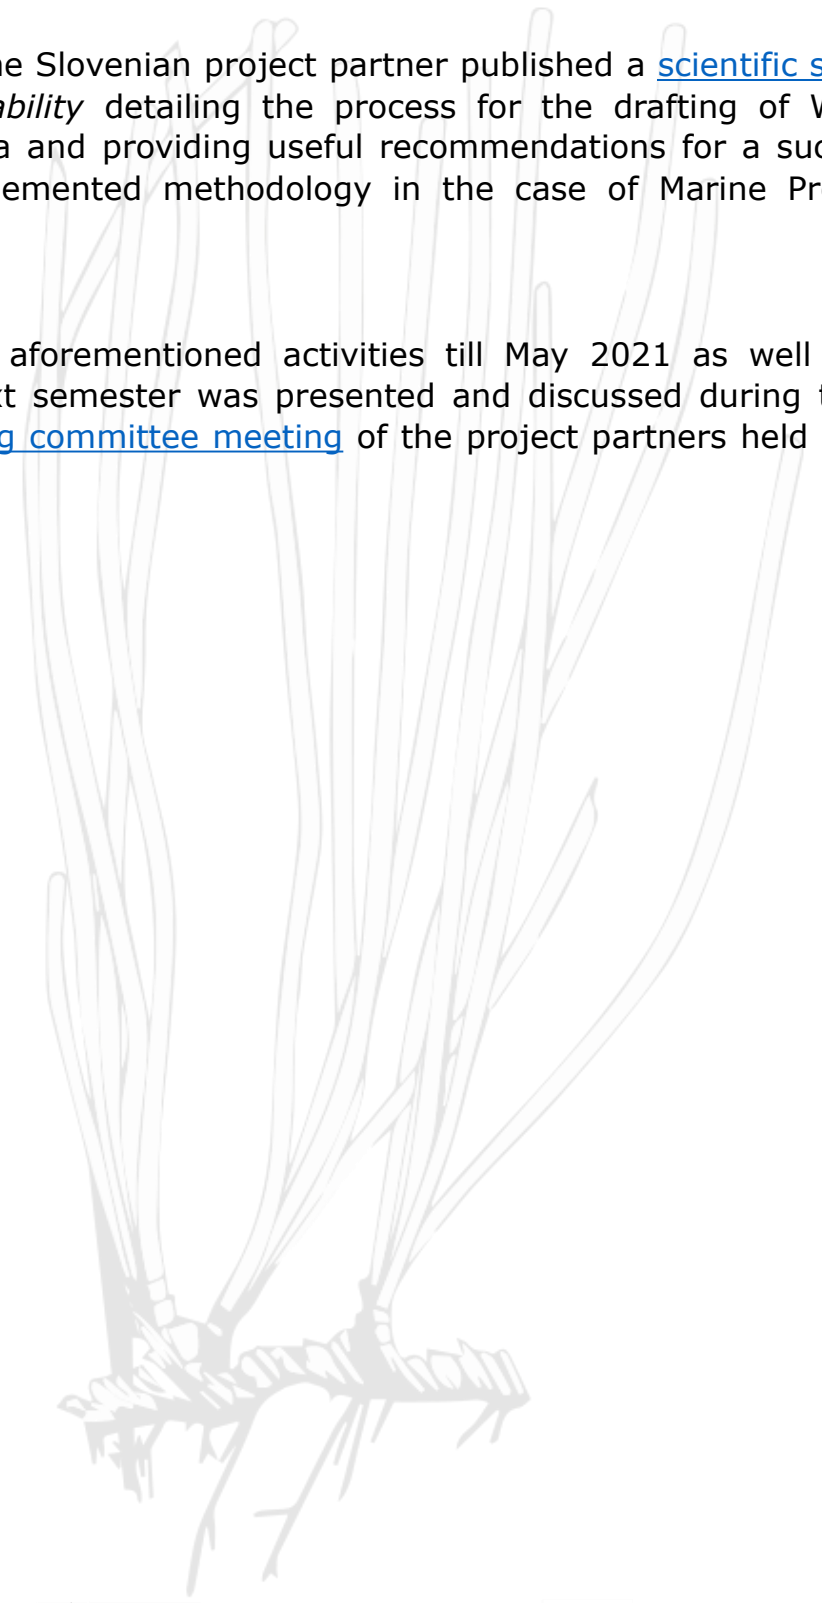 ne Slovenian project partner published a scientific s
ability detailing the process for the drafting of W
a and providing useful recommendations for a suc
emented methodology in the case of Marine Pr
aforementioned activities till May 2021 as well
xt semester was presented and discussed during t
g committee meeting of the project partners held